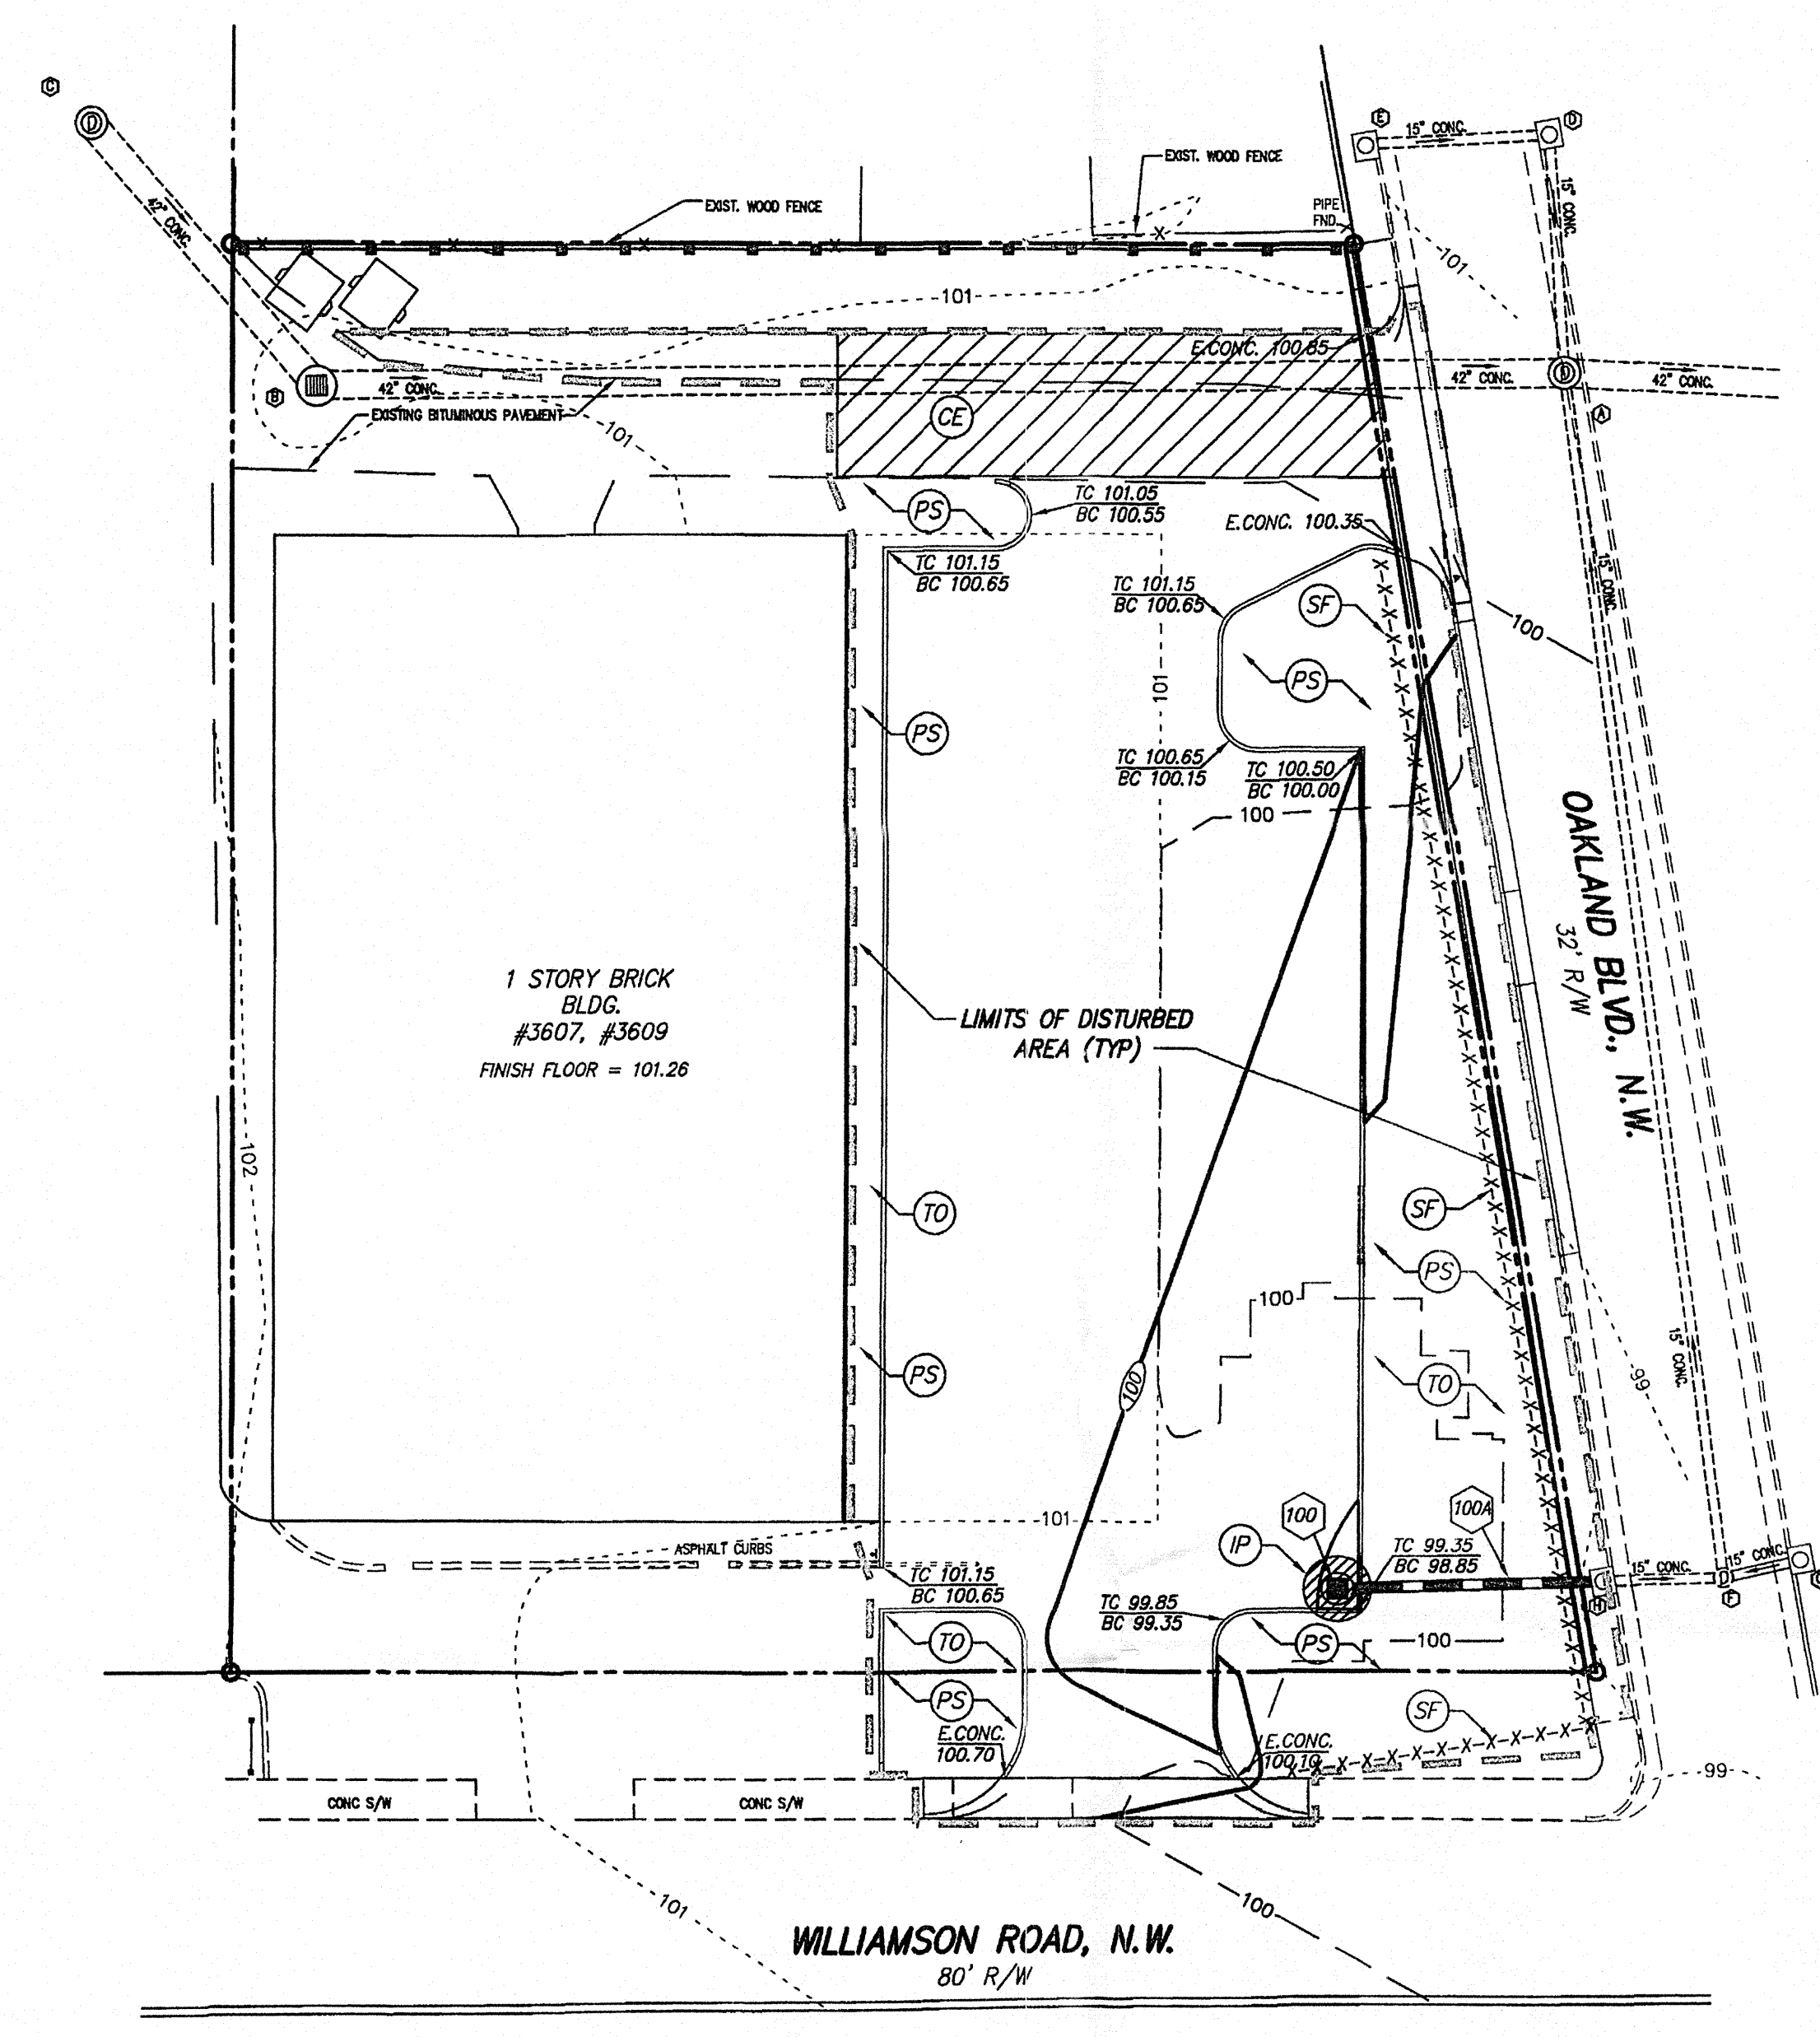 C
D
E
15" CONC.
D
EXIST. WOOD FENCE
15" CONC.
42" CONC.
EXIST. WOOD FENCE
PIPE
FND.
101
101
E.CONC. 100.85
42" CONC.
D
42" CONC.
42" CONC.
B
EXISTING BITUMINOUS PAVEMENT
CE
A
101
PS
TC 101.05
BC 100.55
E.CONC. 100.35
TC 101.15
BC 100.65
15" CONC.
TC 101.15
BC 100.65
SF
100
PS
101
PS
TC 100.65
BC 100.15
TC 100.50
BC 100.00
100
OAKLAND BLVD., N.W.
32' R/W
1 STORY BRICK
BLDG.
#3607, #3609
FINISH FLOOR = 101.26
LIMITS OF DISTURBED
AREA (TYP)
102
TO
SF
PS
100
15" CONC.
PS
100
TO
99
101
100
100A
IP
ASPHALT CURBS
TC 99.35
BC 98.85
15" CONC.
15" CONC.
D
TC 101.15
BC 100.65
TC 99.85
BC 99.35
H
F
TO
PS
100
PS
SF
E.CONC.
100.70
E.CONC.
100.10
99
CONC S/W
CONC S/W
101
100
WILLIAMSON ROAD, N.W.
80' R/W